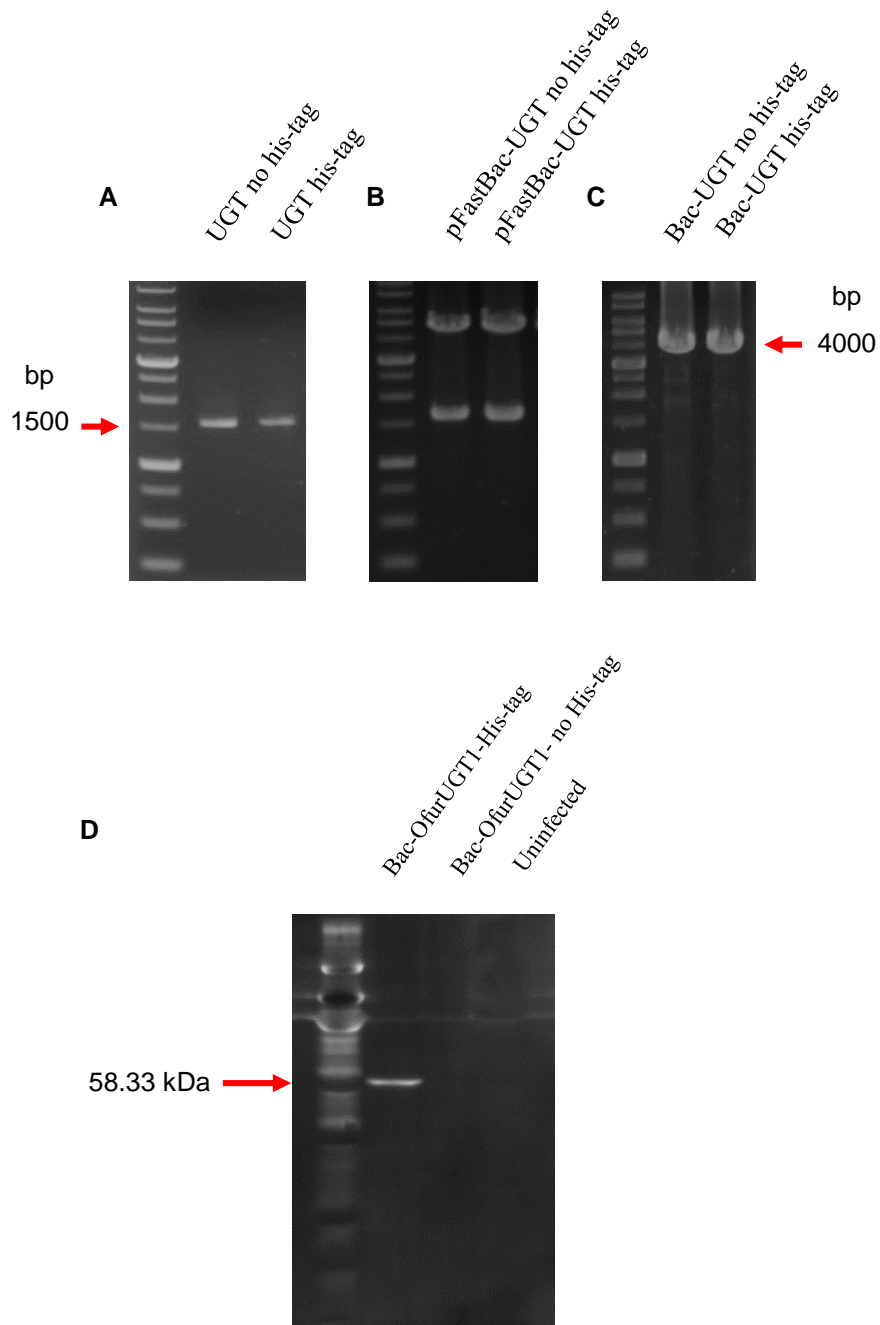 A
UGT no his-tag
UGT his-tag
bp
1500
B
pFastBac-UGT no his-tag
pFastBac-UGT his-tag
C
Bac-UGT no his-tag
Bac-UGT his-tag
bp
4000
D
Bac-OfurUGT1-His-tag
Bac-OfurUGT1- no His-tag
Uninfected
58.33 kDa